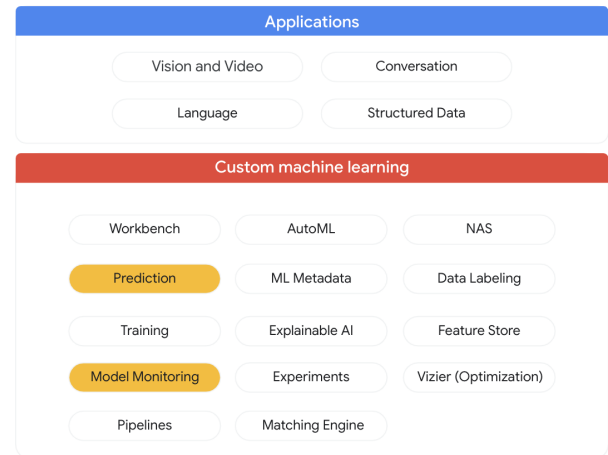 Applications
Vision and Video
Conversation
Language
Structured Data
Custom machine learning
Workbench
AutoML
NAS
Prediction
ML Metadata
Data Labeling
Training
Explainable AI
Feature Store
Model Monitoring
Experiments
Vizier (Optimization)
Pipelines
Matching Engine